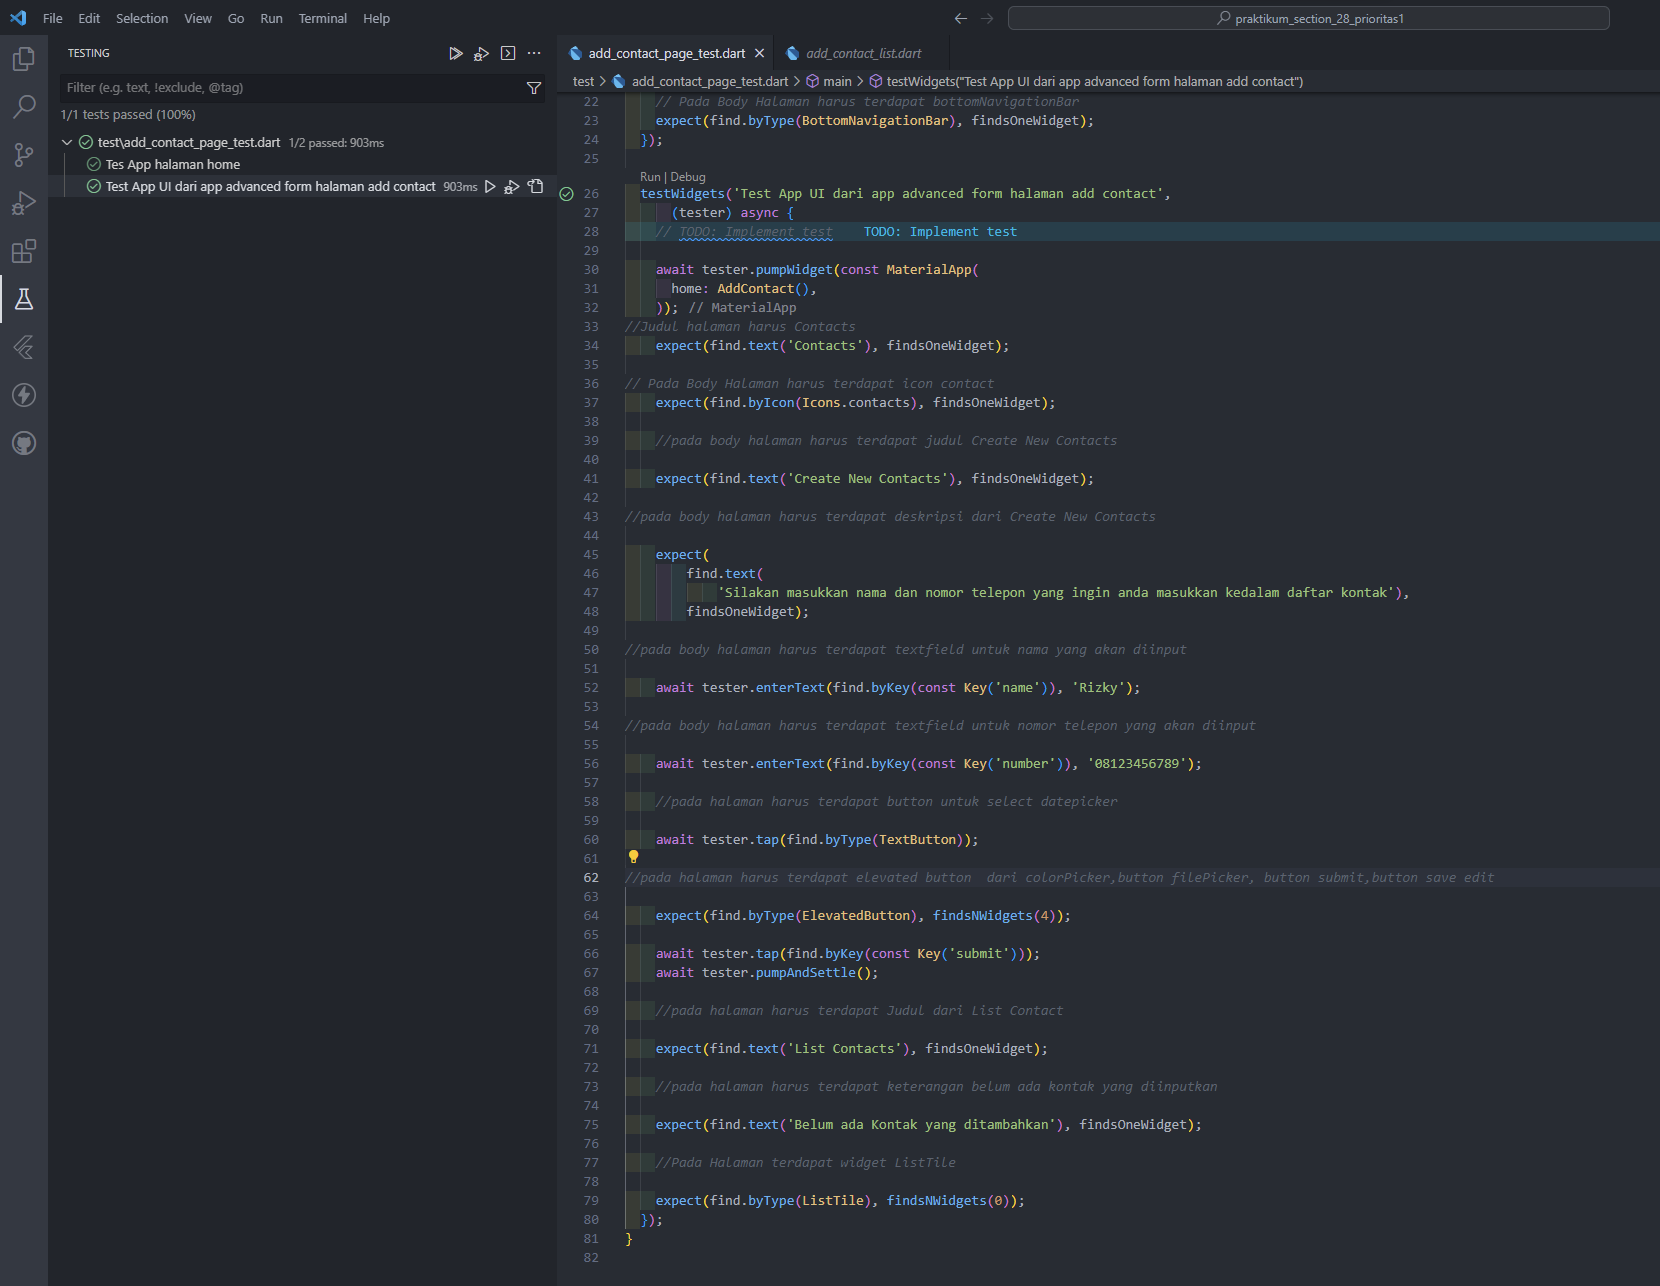 File Edit Selection View Go Run Terminal Help
praktikum_section_28_prioritas1
TESTING
Filter (e.g. text, !exclude, @tag)
1/1 tests passed (100%)
test\add_contact_page_test.dart 1/2 passed: 903ms
Tes App halaman home
Test App UI dari app advanced form halaman add contact 903ms
add_contact_page_test.dart add_contact_list.dart
test > add_contact_page_test.dart > main > testWidgets("Test App UI dari app advanced form halaman add contact")
22 // Pada Body Halaman harus terdapat bottomNavigationBar
23 expect(find.byType(BottomNavigationBar), findsOneWidget);
24 });
25
Run | Debug
26 testWidgets('Test App UI dari app advanced form halaman add contact',
27 (tester) async {
28 // TODO: Implement test TODO: Implement test
29
30 await tester.pumpWidget(const MaterialApp(
31 home: AddContact(),
32 )); // MaterialApp
33 //Judul halaman harus Contacts
34 expect(find.text('Contacts'), findsOneWidget);
35
36 // Pada Body Halaman harus terdapat icon contact
37 expect(find.byIcon(Icons.contacts), findsOneWidget);
38
39 //pada body halaman harus terdapat judul Create New Contacts
40
41 expect(find.text('Create New Contacts'), findsOneWidget);
42
43 //pada body halaman harus terdapat deskripsi dari Create New Contacts
44
45 expect(
46 find.text(
47 'Silakan masukkan nama dan nomor telepon yang ingin anda masukkan kedalam daftar kontak'),
48 findsOneWidget);
49
50 //pada body halaman harus terdapat textfield untuk nama yang akan diinput
51
52 await tester.enterText(find.byKey(const Key('name')), 'Rizky');
53
54 //pada body halaman harus terdapat textfield untuk nomor telepon yang akan diinput
55
56 await tester.enterText(find.byKey(const Key('number')), '08123456789');
57
58 //pada halaman harus terdapat button untuk select datepicker
59
60 await tester.tap(find.byType(TextButton));
61
62 //pada halaman harus terdapat elevated button  dari colorPicker,button filePicker, button submit,button save edit
63
64 expect(find.byType(ElevatedButton), findsNWidgets(4));
65
66 await tester.tap(find.byKey(const Key('submit')));
67 await tester.pumpAndSettle();
68
69 //pada halaman harus terdapat Judul dari List Contact
70
71 expect(find.text('List Contacts'), findsOneWidget);
72
73 //pada halaman harus terdapat keterangan belum ada kontak yang diinputkan
74
75 expect(find.text('Belum ada Kontak yang ditambahkan'), findsOneWidget);
76
77 //Pada Halaman terdapat widget ListTile
78
79 expect(find.byType(ListTile), findsNWidgets(0));
80 });
81 }
82